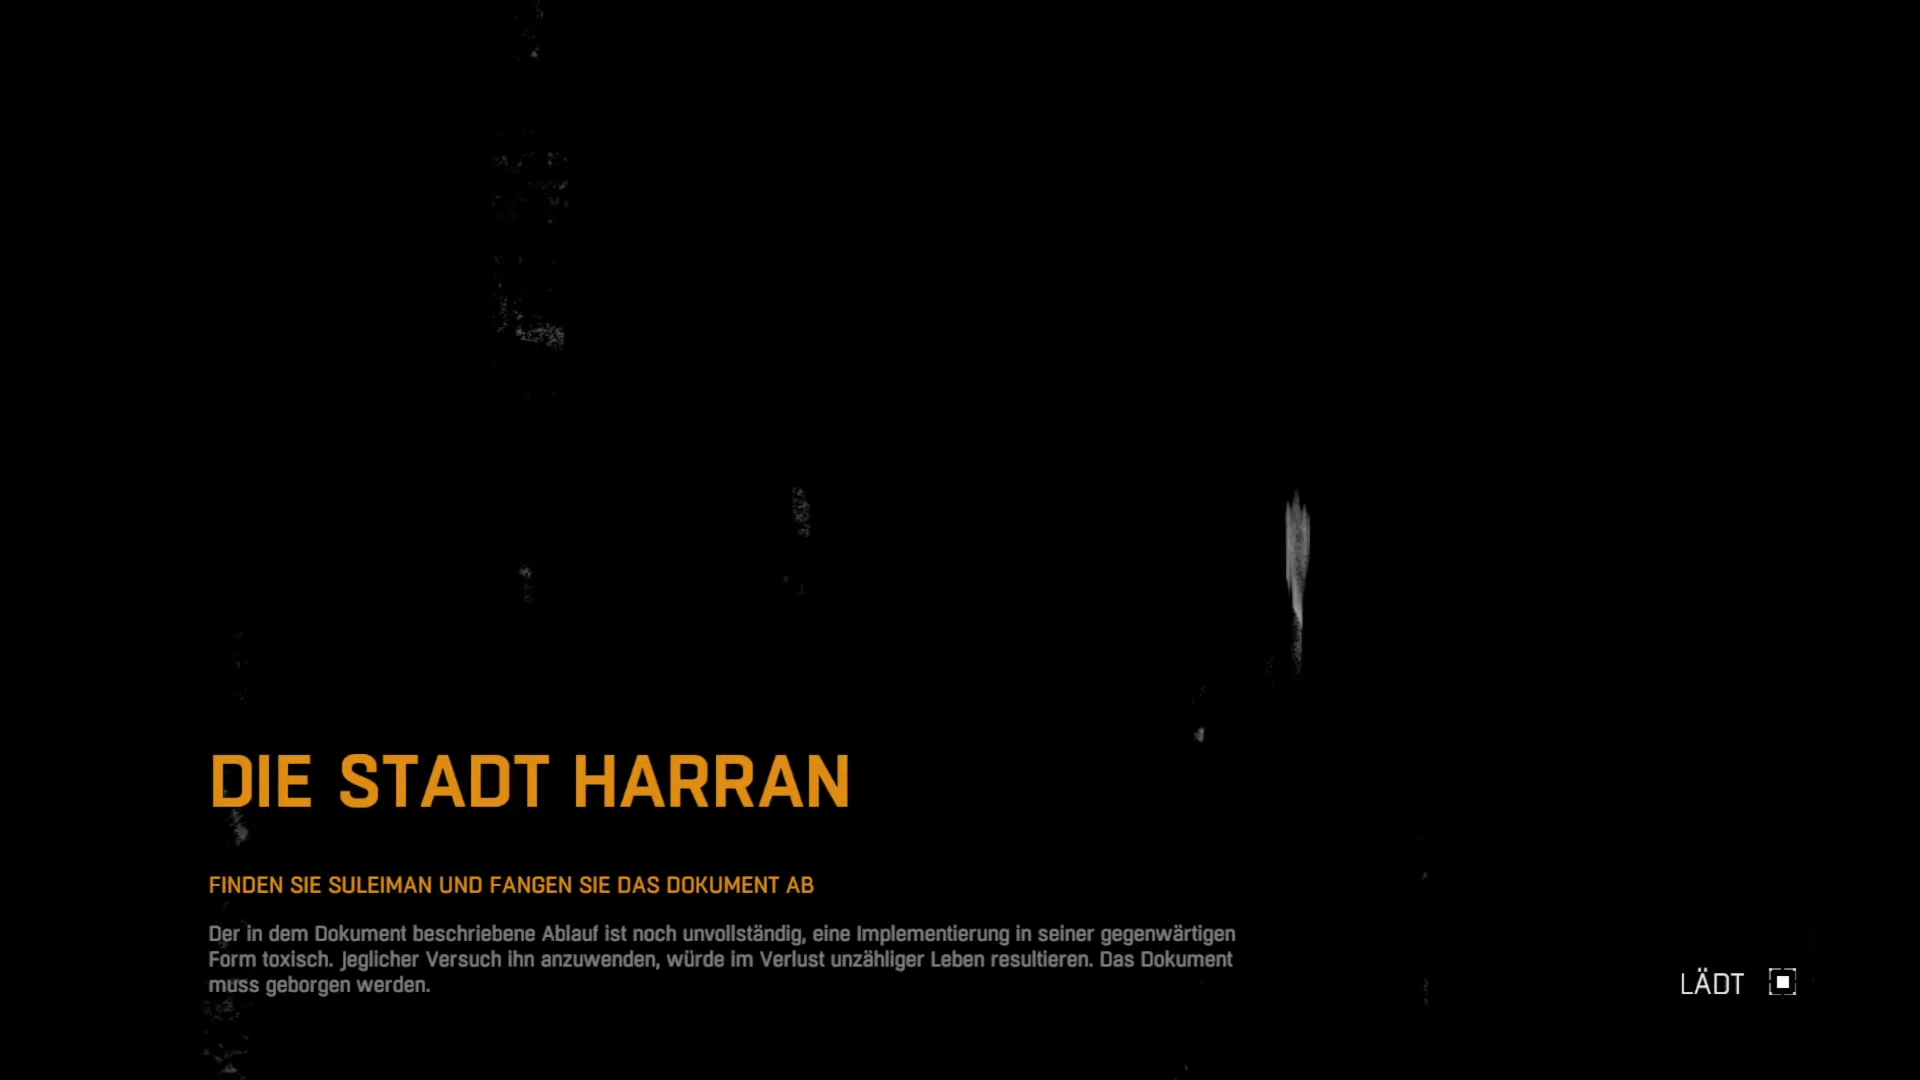 DIE STADT HARRAN
FINDEN SIE SULEIMAN UND FANGEN SIE DAS DOKUMENT AB
Der in dem Dokument beschriebene Ablauf ist noch unvollständig, eine Implementierung in seiner gegenwärtigen
Form toxisch. Jeglicher Versuch ihn anzuwenden, würde im Verlust unzähliger Leben resultieren. Das Dokument
muss geborgen werden.
LÄDT